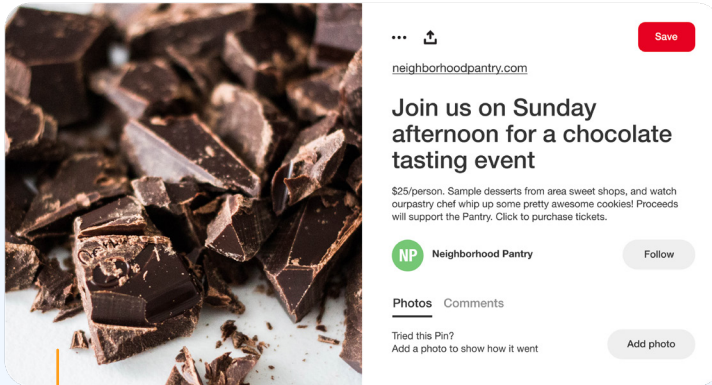 Save
neighborhoodpantry.com
Join us on Sunday
afternoon for a chocolate
tasting event
$25/person. Sample desserts from area sweet shops, and watch
ourpastry chef whip up some pretty awesome cookies! Proceeds
will support the Pantry. Click to purchase tickets.
NP Neighborhood Pantry Follow
Photos Comments
Tried this Pin?
Add a photo to show how it went
Add photo